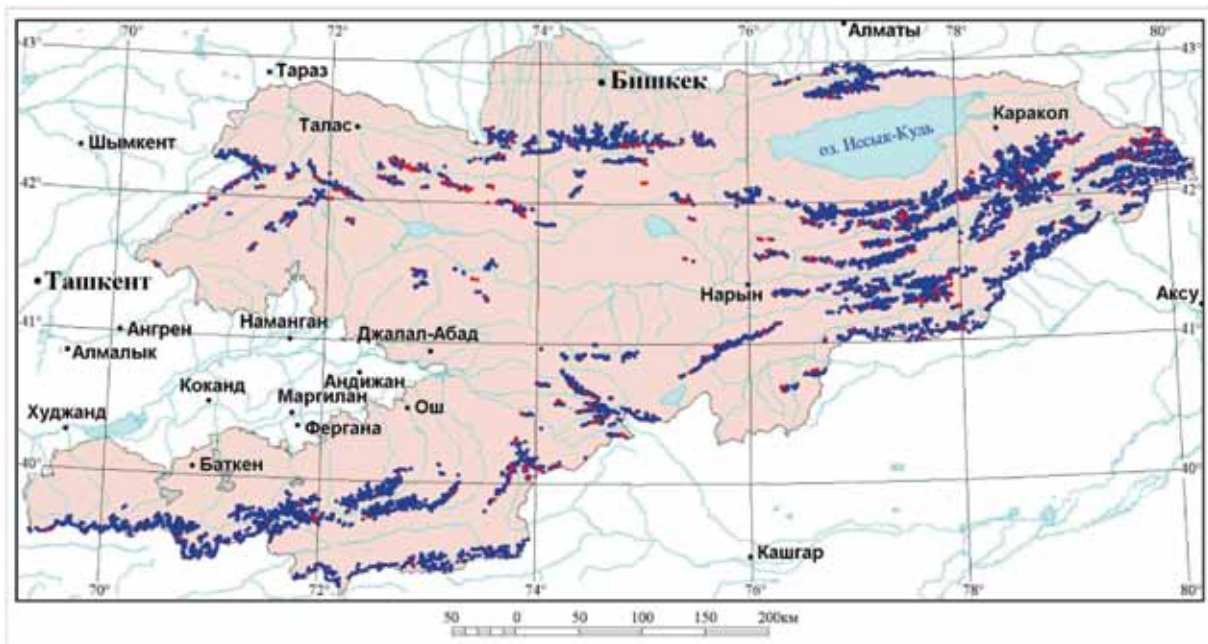 70° 72° 74° 76° 78° 80°
43° 43°
Алматы
Тараз
Бишкек
Талас
Каракол
Шымкент
оз. Иссык-Куль
42° 42°
Ташкент
Нарын
Аксу
Наманган
41° 41°
Ангрен
Джалал-Абад
Алмалык
Андижан
Коканд
Маргилан
Ош
Худжанд
Фергана
40° 40°
Баткен
Кашгар
70° 72° 74° 76° 78° 80°
50 0 50 100 150 200км